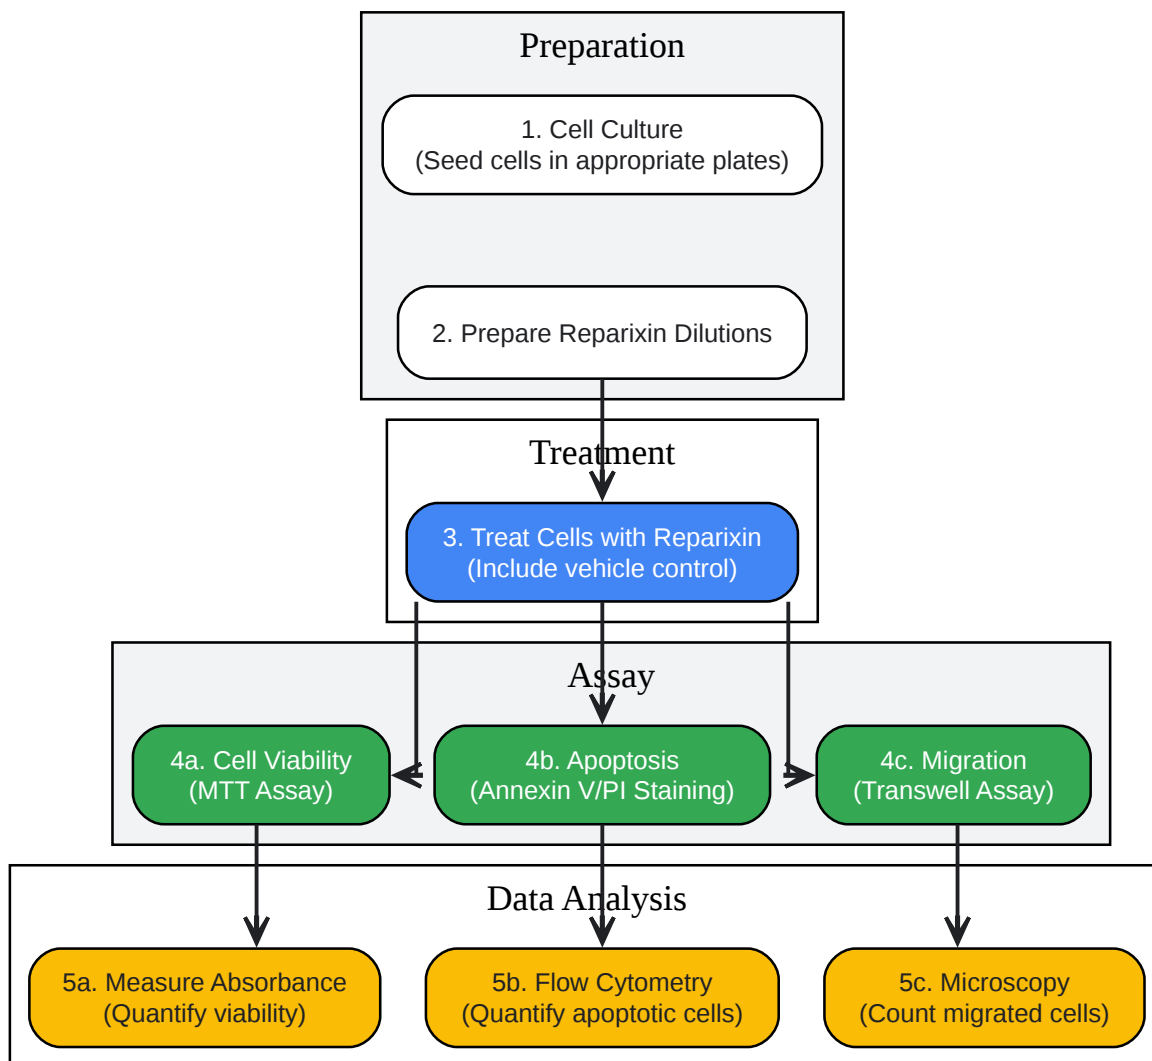 Preparation
1. Cell Culture
(Seed cells in appropriate plates)
2. Prepare Reparixin Dilutions
Treatment
3. Treat Cells with Reparixin
(Include vehicle control)
Assay
4a. Cell Viability
(MTT Assay)
4b. Apoptosis
(Annexin V/PI Staining)
4c. Migration
(Transwell Assay)
Data Analysis
5a. Measure Absorbance
(Quantify viability)
5b. Flow Cytometry
(Quantify apoptotic cells)
5c. Microscopy
(Count migrated cells)